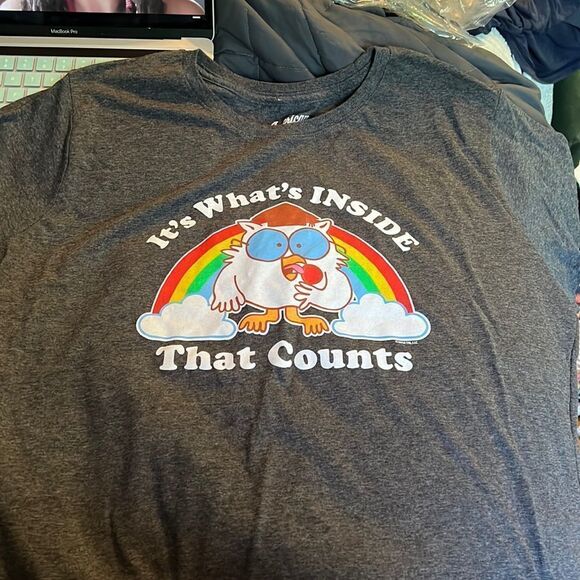 MacBook Pro
It's What's INSIDE
That Counts